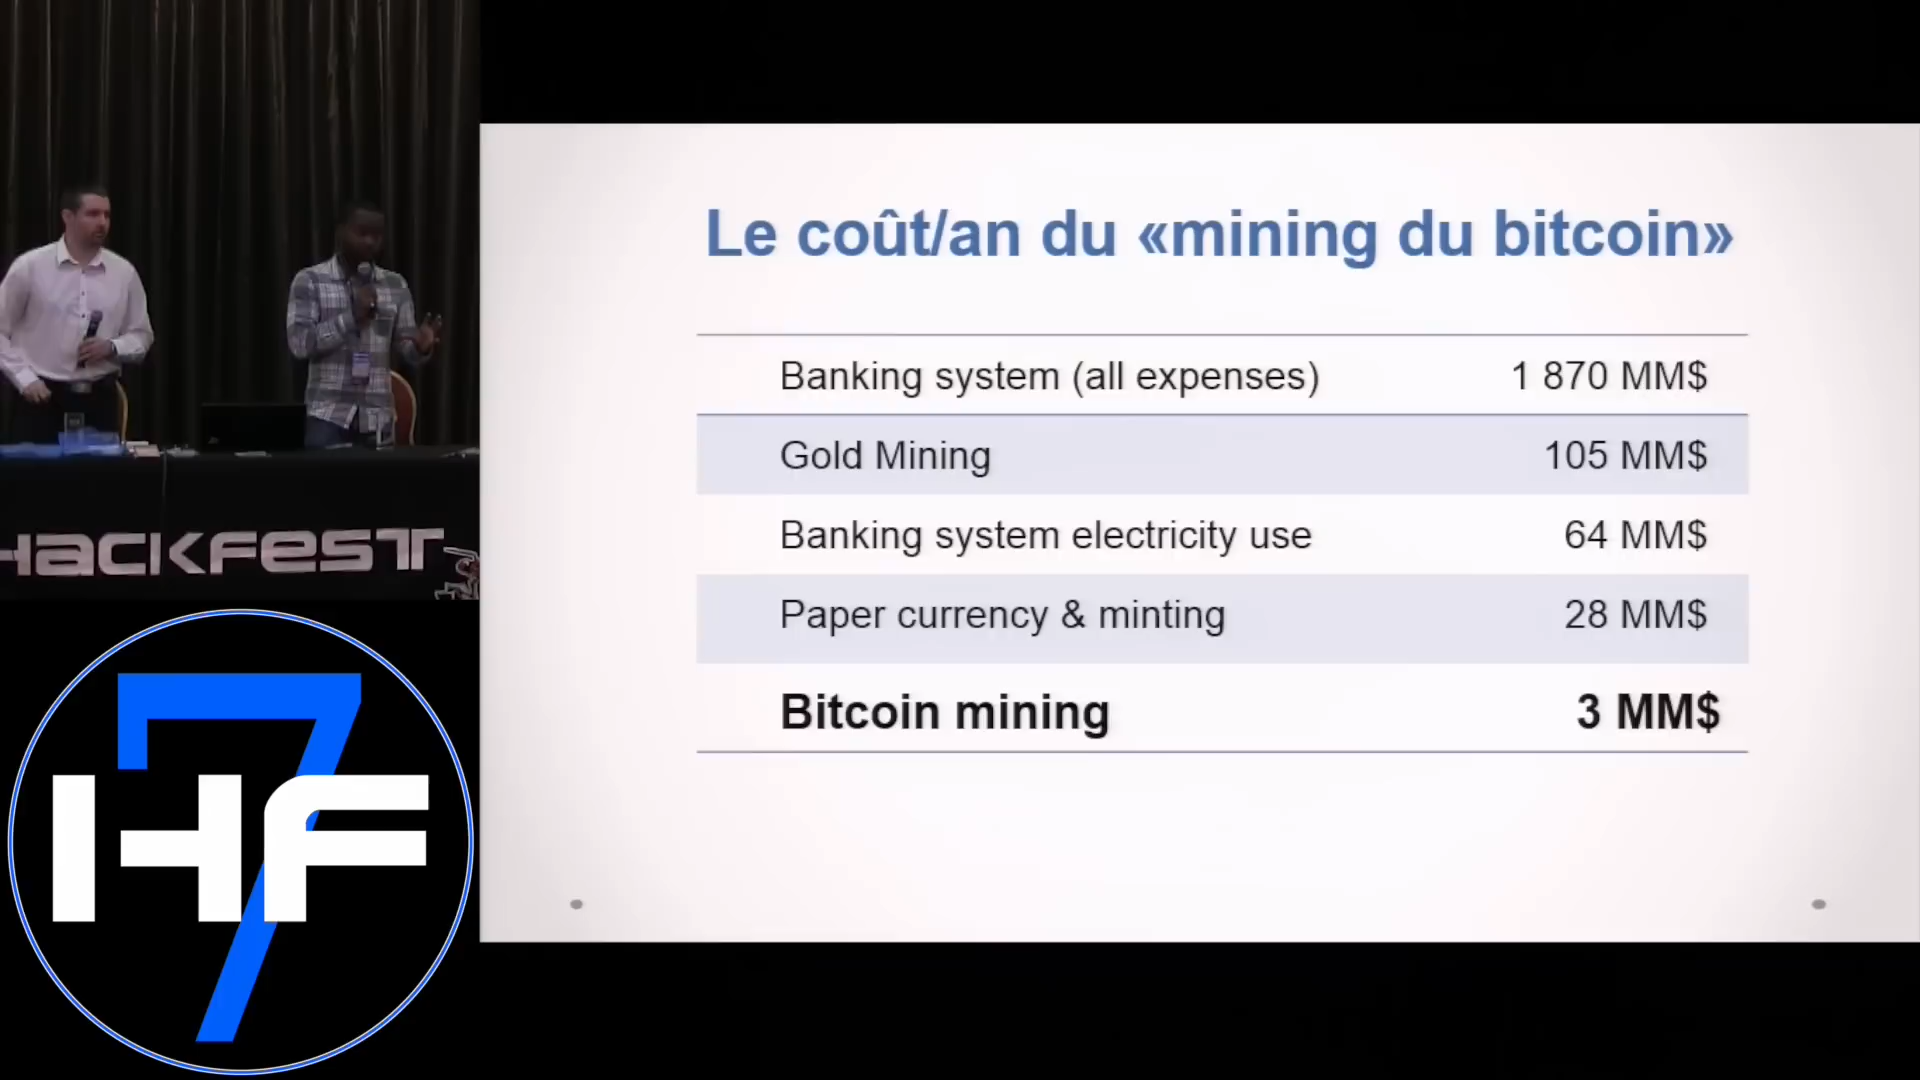 Le coût/an du «mining du bitcoin»
Banking system (all expenses) 1 870 MM$
Gold Mining 105 MM$
Banking system electricity use 64 MM$
Paper currency & minting 28 MM$
Bitcoin mining 3 MM$
HACKFEST
7
HF